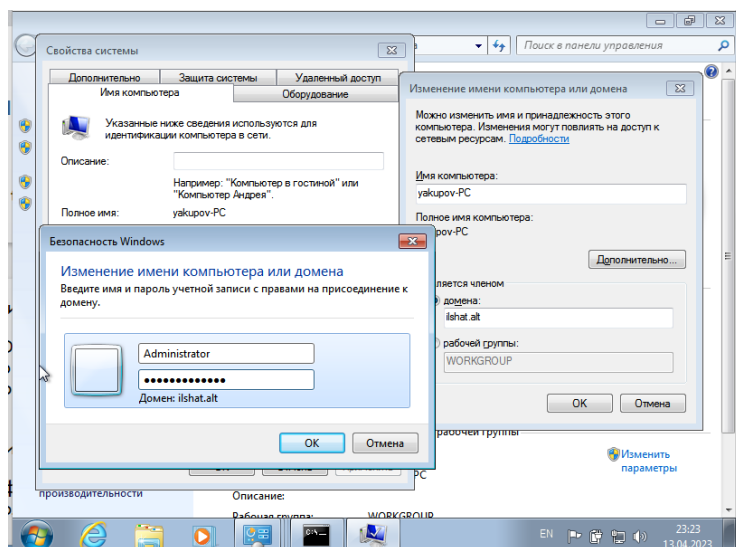 Поиск в панели управления
Свойства системы
Дополнительно
Защита системы
Удаленный доступ
Имя компьютера
Оборудование
Указанные ниже сведения используются для
идентификации компьютера в сети.
Описание:
Например: "Компьютер в гостиной" или
"Компьютер Андрея".
Полное имя:
yakupov-PC
Изменение имени компьютера или домена
Можно изменить имя и принадлежность этого
компьютера. Изменения могут повлиять на доступ к
сетевым ресурсам. Подробности
Имя компьютера:
yakupov-PC
Полное имя компьютера:
pov-PC
Дополнительно...
ляется членом
домена:
ilshat.alt
рабочей группы:
WORKGROUP
OK
Отмена
Безопасность Windows
Изменение имени компьютера или домена
Введите имя и пароль учетной записи с правами на присоединение к
домену.
Administrator
●●●●●●●●●●●●●
Домен: ilshat.alt
OK
Отмена
рабочей группы
Изменить
параметры
PC
производительности
Описание:
Рабочая группа:
WORKGROUP
EN
23:23
13.04.2023